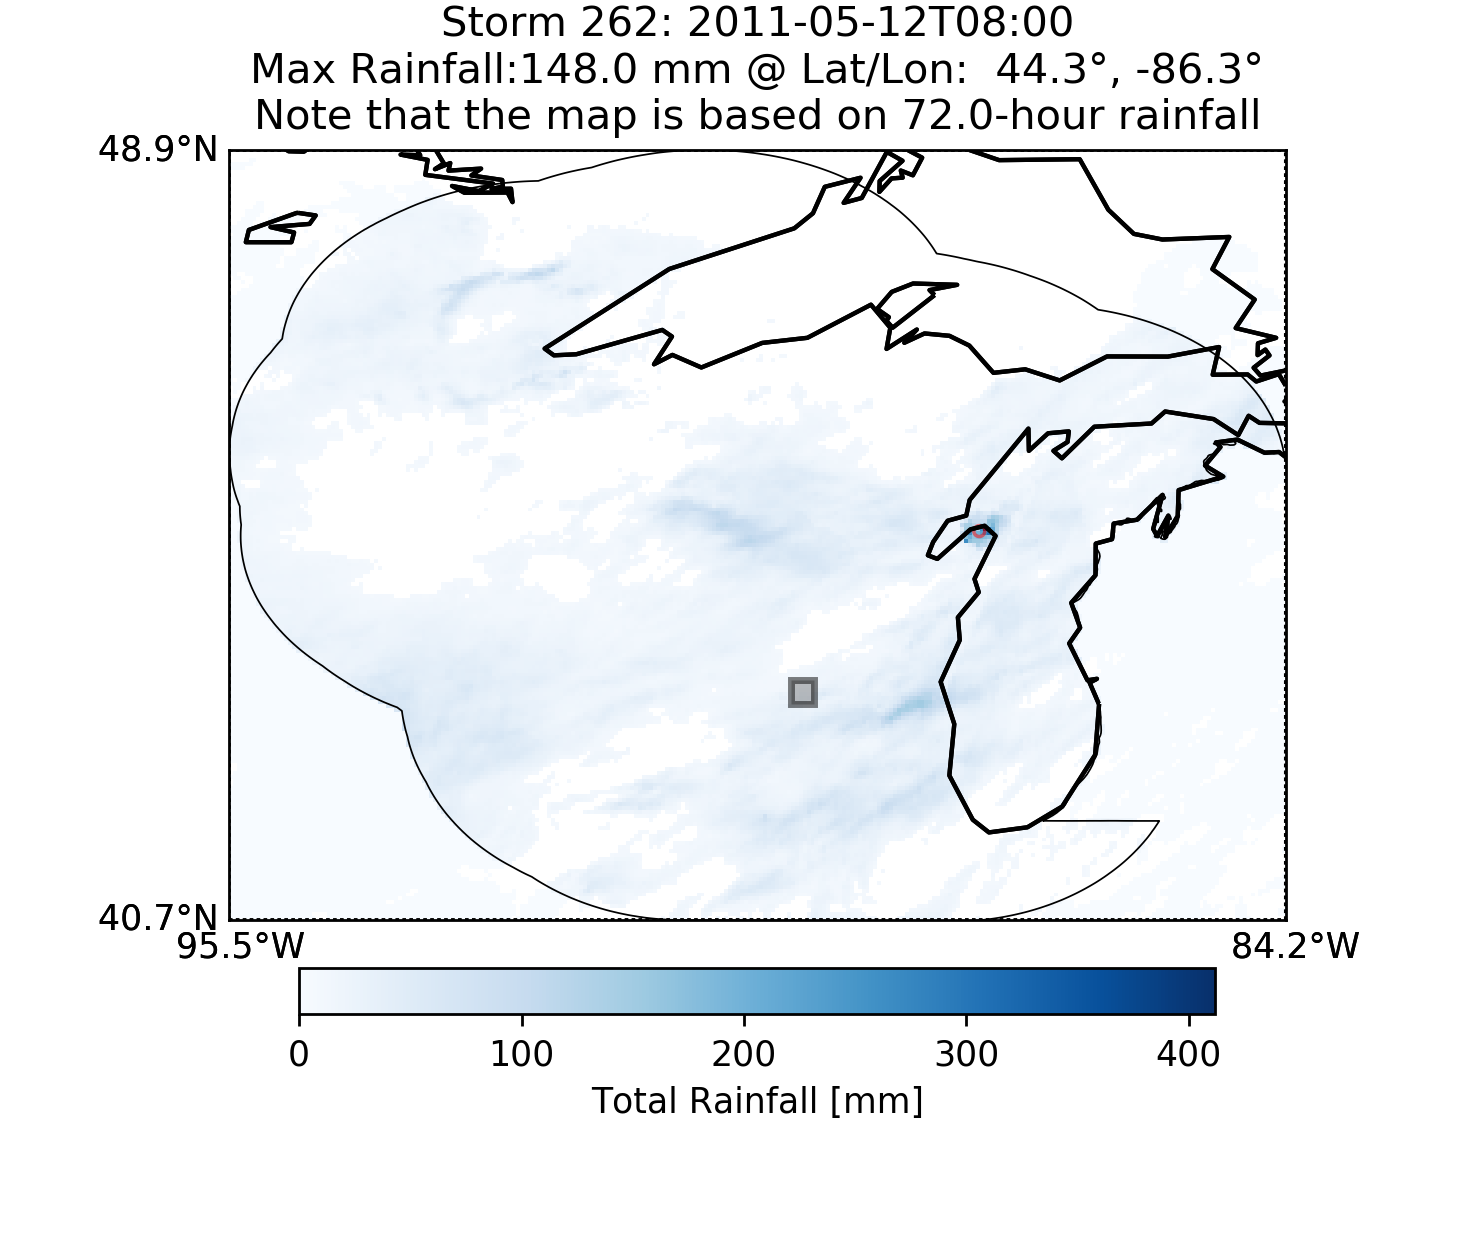 Storm 262: 2011-05-12T08:00
Max Rainfall:148.0 mm @ Lat/Lon:  44.3°, -86.3°
Note that the map is based on 72.0-hour rainfall
48.9°N
40.7°N
95.5°W 84.2°W
0 100 200 300 400
Total Rainfall [mm]